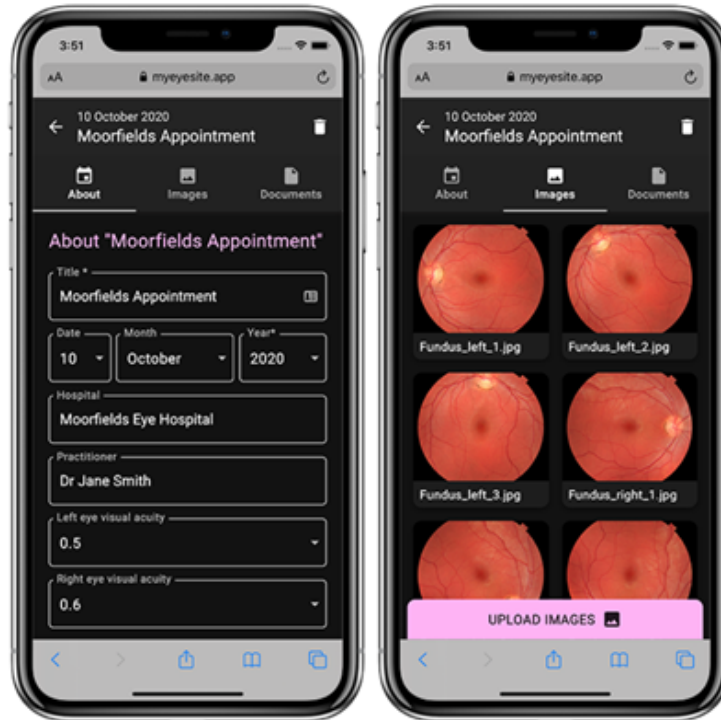 3:51
AA myeyesite.app
10 October 2020
Moorfields Appointment
About Images Documents
About "Moorfields Appointment"
Title *
Moorfields Appointment
Date Month Year*
10 October 2020
Hospital
Moorfields Eye Hospital
Practitioner
Dr Jane Smith
Left eye visual acuity
0.5
Right eye visual acuity
0.6
3:51
AA myeyesite.app
10 October 2020
Moorfields Appointment
About Images Documents
Fundus_left_1.jpg Fundus_left_2.jpg
Fundus_left_3.jpg Fundus_right_1.jpg
UPLOAD IMAGES